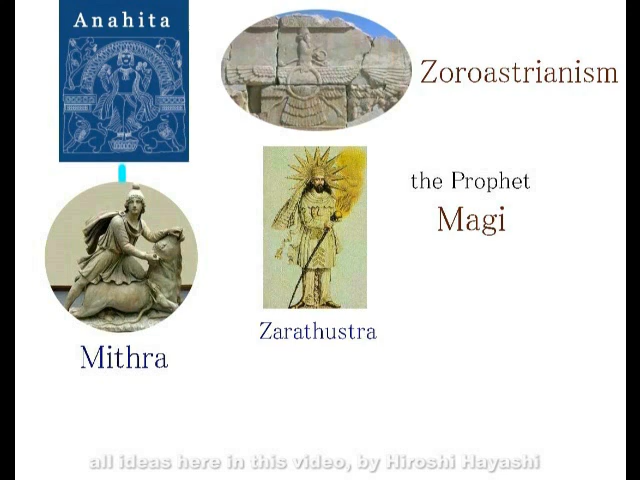 Anahita
Zoroastrianism
the Prophet
Magi
Zarathustra
Mithra
all ideas here in this video, by Hiroshi Hayashi